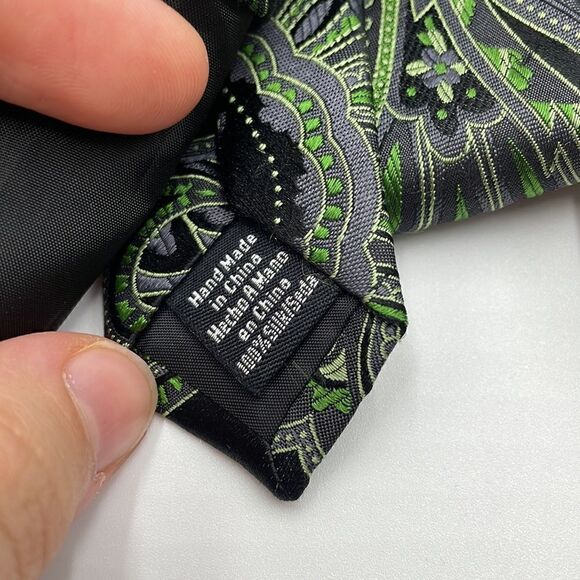 Hand Made
in China
Hecho A Mano
en China
100% Silk/Seda